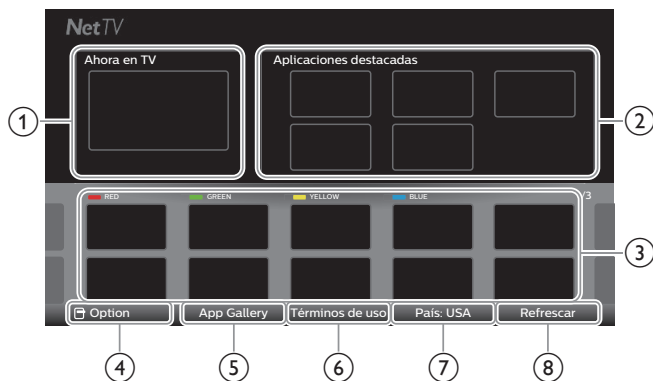 NetTV
Ahora en TV
Aplicaciones destacadas
1
2
RED
GREEN
YELLOW
BLUE
/3
3
Option
App Gallery
Términos de uso
País: USA
Refrescar
4
5
6
7
8